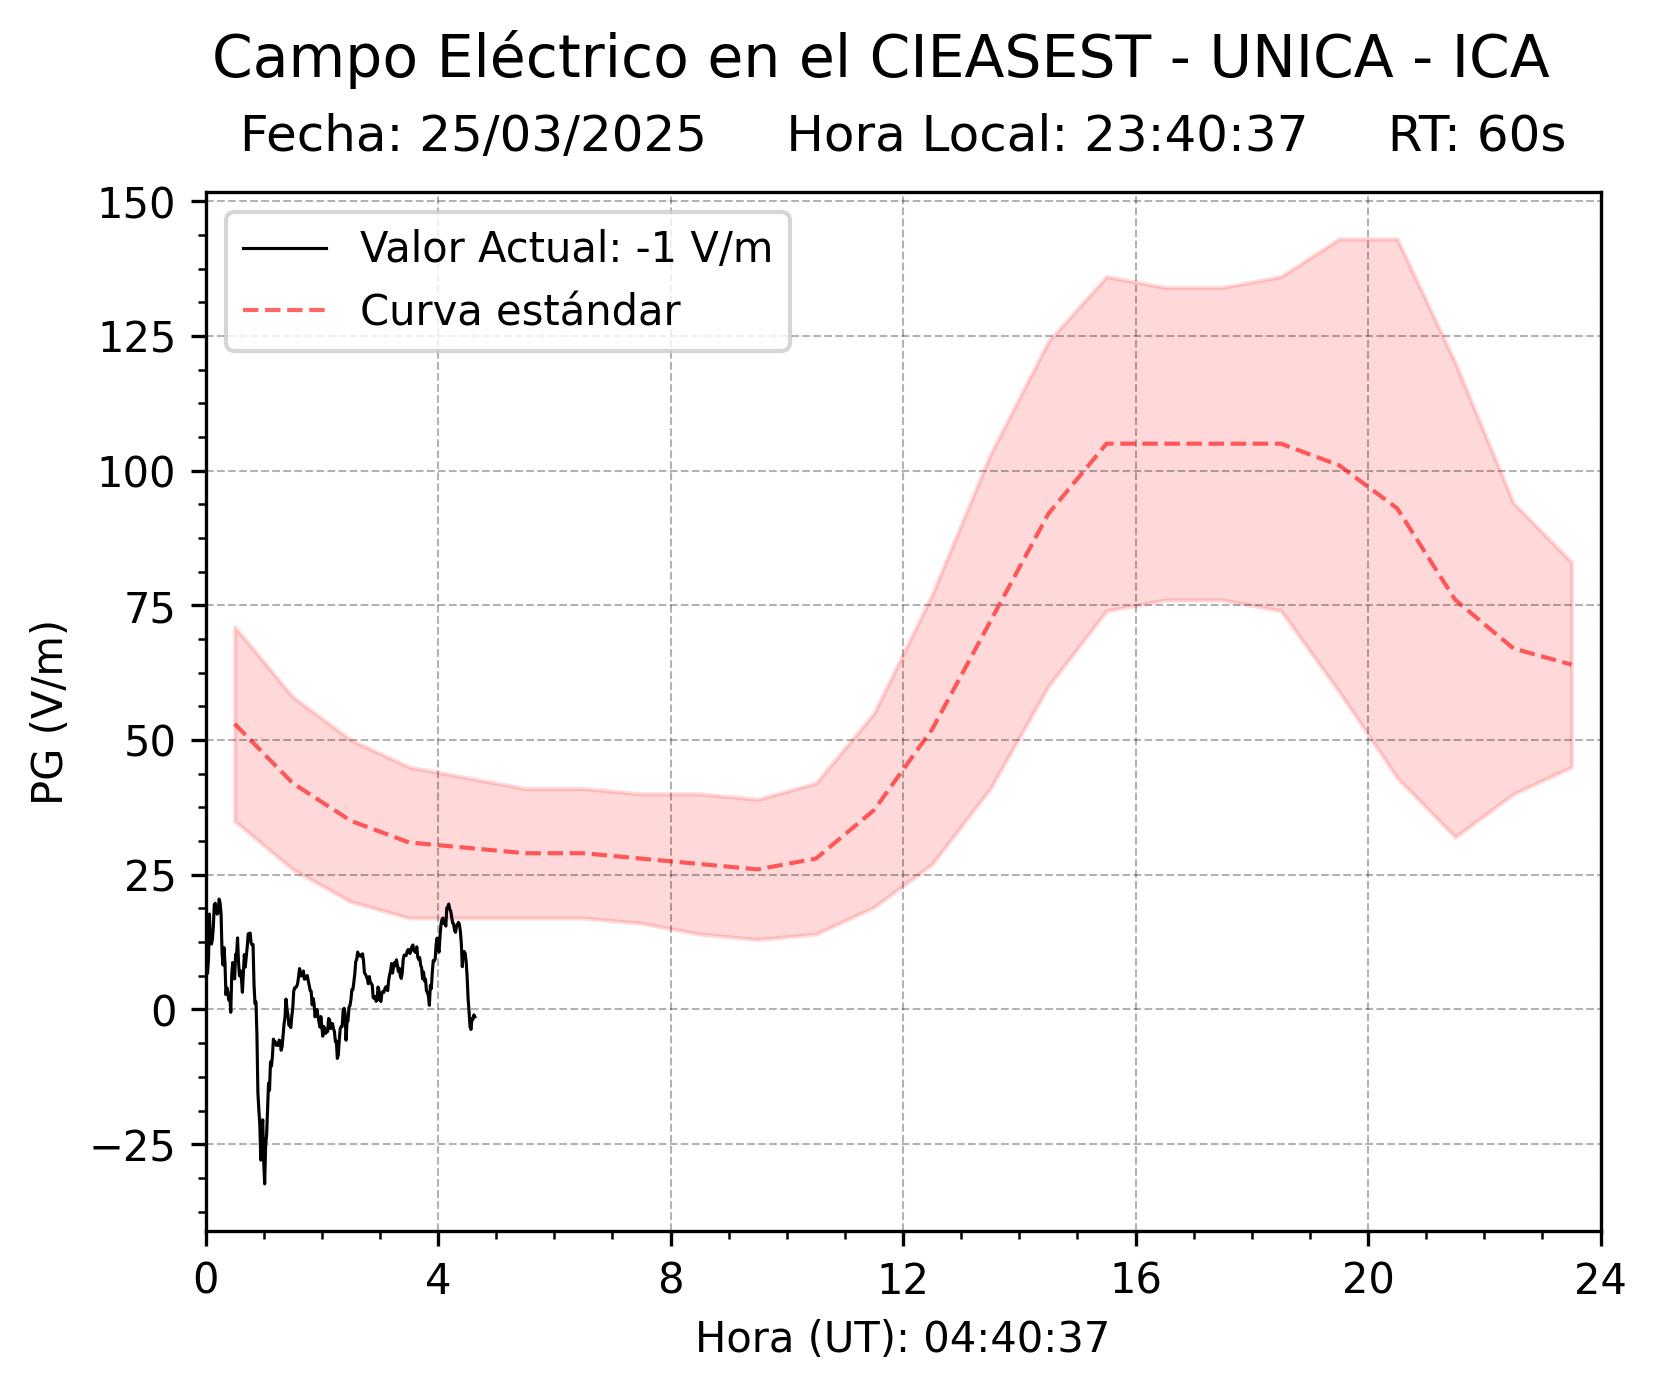 Campo Eléctrico en el CIEASEST - UNICA - ICA
Fecha: 25/03/2025 Hora Local: 23:40:37 RT: 60s
Valor Actual: -1 V/m
Curva estándar
PG (V/m)
150
125
100
75
50
25
0
−25
0 4 8 12 16 20 24
Hora (UT): 04:40:37